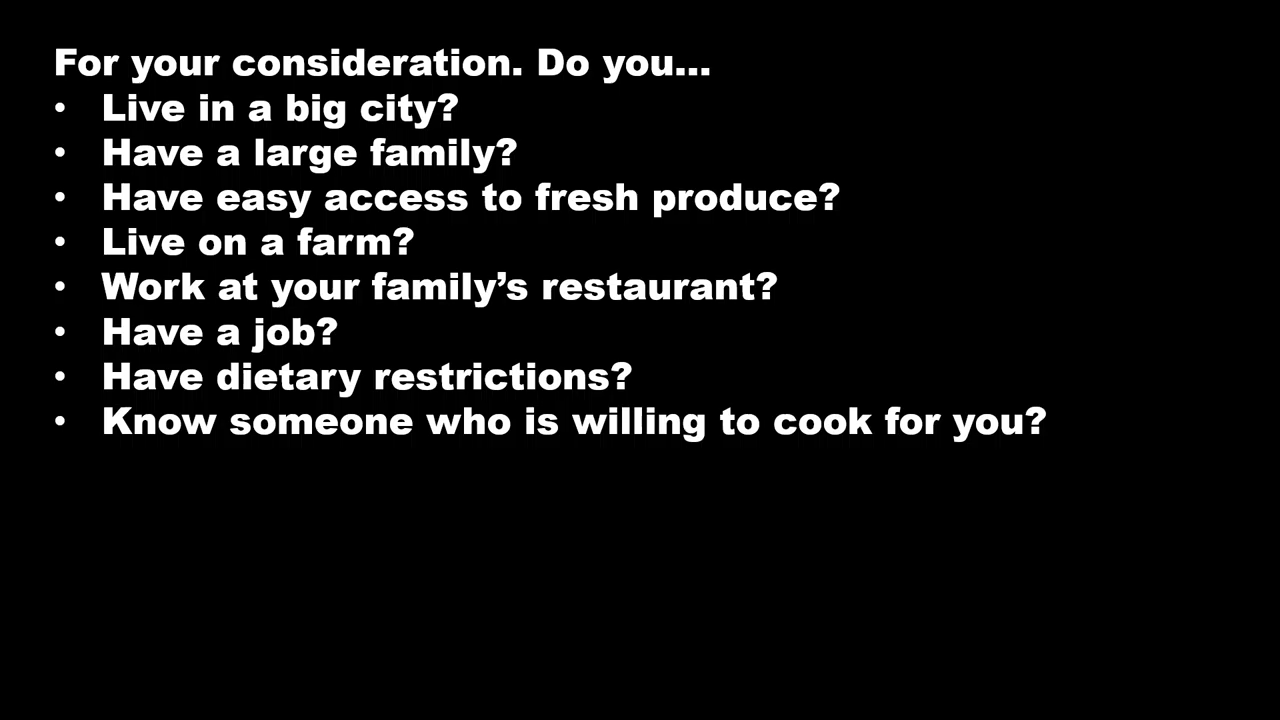 For your consideration. Do you...
• Live in a big city?
• Have a large family?
• Have easy access to fresh produce?
• Live on a farm?
• Work at your family’s restaurant?
• Have a job?
• Have dietary restrictions?
• Know someone who is willing to cook for you?